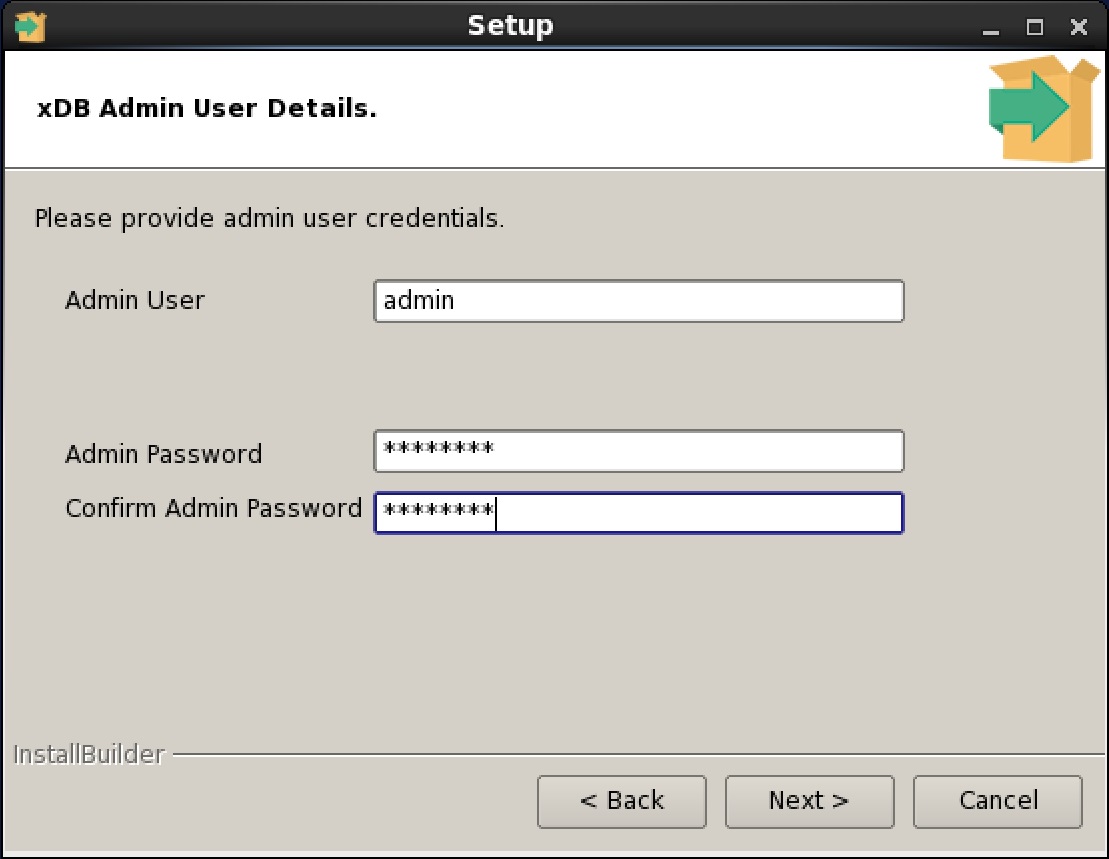 Setup
xDB Admin User Details.
Please provide admin user credentials.
Admin User admin
Admin Password ********
Confirm Admin Password ********
InstallBuilder
< Back Next > Cancel